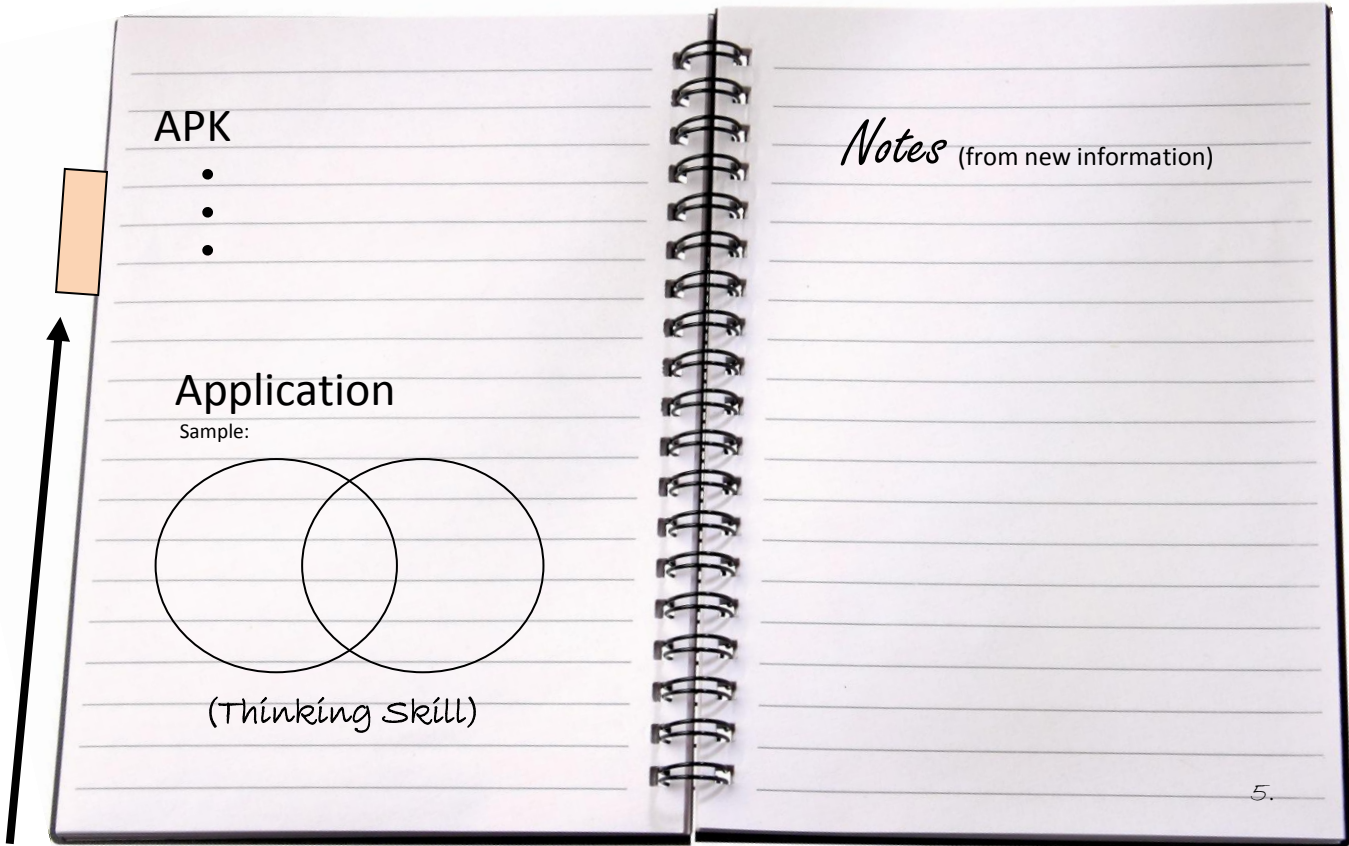 APK
•
•
•
Application
Sample:
(Thinking Skill)
Notes (from new information)
5.